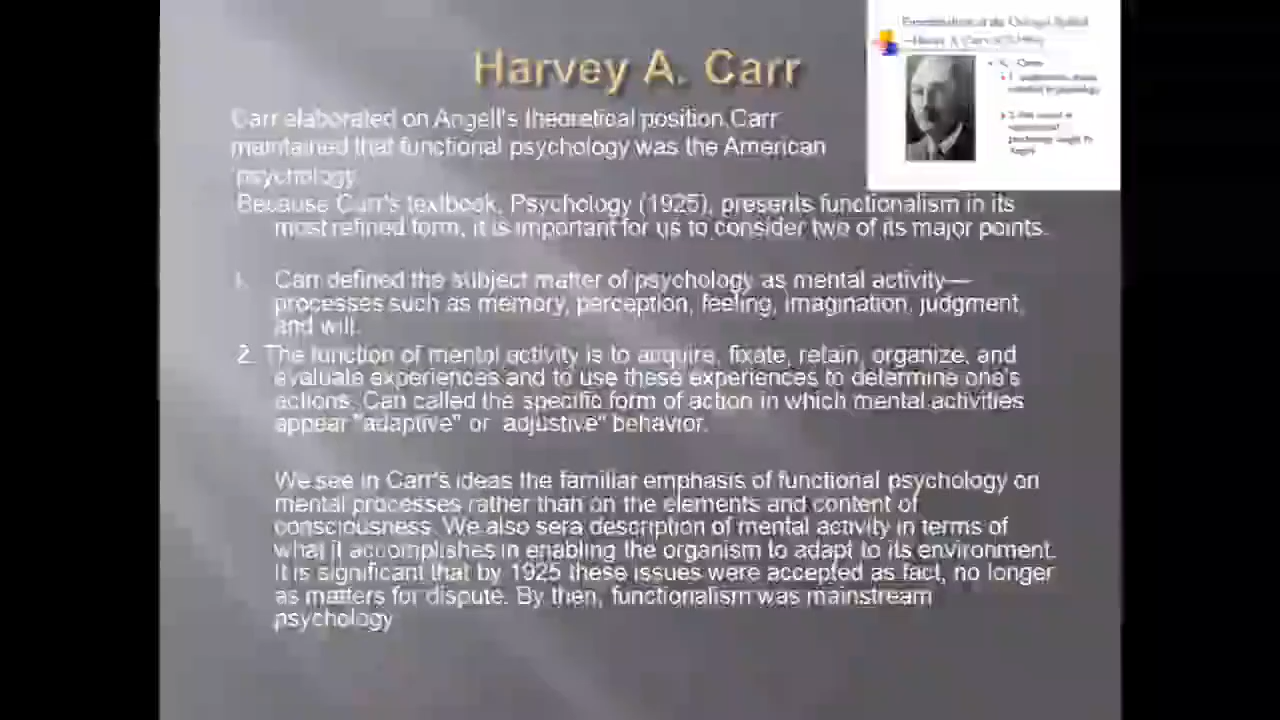 Harvey A. Carr
Carr elaborated on Angell's theoretical position.Carr
maintained that functional psychology was the American
psychology.
Because Carr's textbook, Psychology (1925), presents functionalism in its
most refined form, it is important for us to consider two of its major points.
1. Carr defined the subject matter of psychology as mental activity—
processes such as memory, perception, feeling, imagination, judgment,
and will.
2. The function of mental activity is to acquire, fixate, retain, organize, and
evaluate experiences and to use these experiences to determine one's
actions. Carr called the specific form of action in which mental activities
appear "adaptive" or adjustive" behavior.
We see in Carr's ideas the familiar emphasis of functional psychology on
mental processes rather than on the elements and content of
consciousness. We also description of mental activity in terms of
what it accomplishes in enabling the organism to adapt to its environment.
It is significant that by 1925 these issues were accepted as fact, no longer
as matters for dispute. By then, functionalism was mainstream
psychology